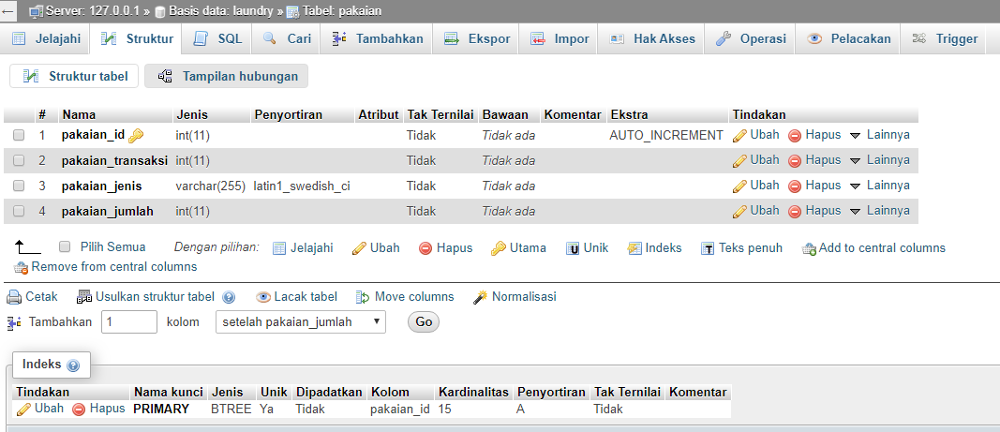 Server: 127.0.0.1 » Basis data: laundry » Tabel: pakaian
Jelajahi Struktur SQL Cari Tambahkan Ekspor Impor Hak Akses Operasi Pelacakan Trigger
Struktur tabel Tampilan hubungan
# Nama Jenis Penyortiran Atribut Tak Ternilai Bawaan Komentar Ekstra Tindakan
1 pakaian_id int(11) Tidak Tidak ada AUTO_INCREMENT Ubah Hapus Lainnya
2 pakaian_transaksi int(11) Tidak Tidak ada Ubah Hapus Lainnya
3 pakaian_jenis varchar(255) latin1_swedish_ci Tidak Tidak ada Ubah Hapus Lainnya
4 pakaian_jumlah int(11) Tidak Tidak ada Ubah Hapus Lainnya
Pilih Semua Dengan pilihan: Jelajahi Ubah Hapus Utama Unik Indeks Teks penuh Add to central columns
Remove from central columns
Cetak Usulkan struktur tabel Lacak tabel Move columns Normalisasi
Tambahkan 1 kolom setelah pakaian_jumlah Go
Indeks
Tindakan Nama kunci Jenis Unik Dipadatkan Kolom Kardinalitas Penyortiran Tak Ternilai Komentar
Ubah Hapus PRIMARY BTREE Ya Tidak pakaian_id 15 A Tidak